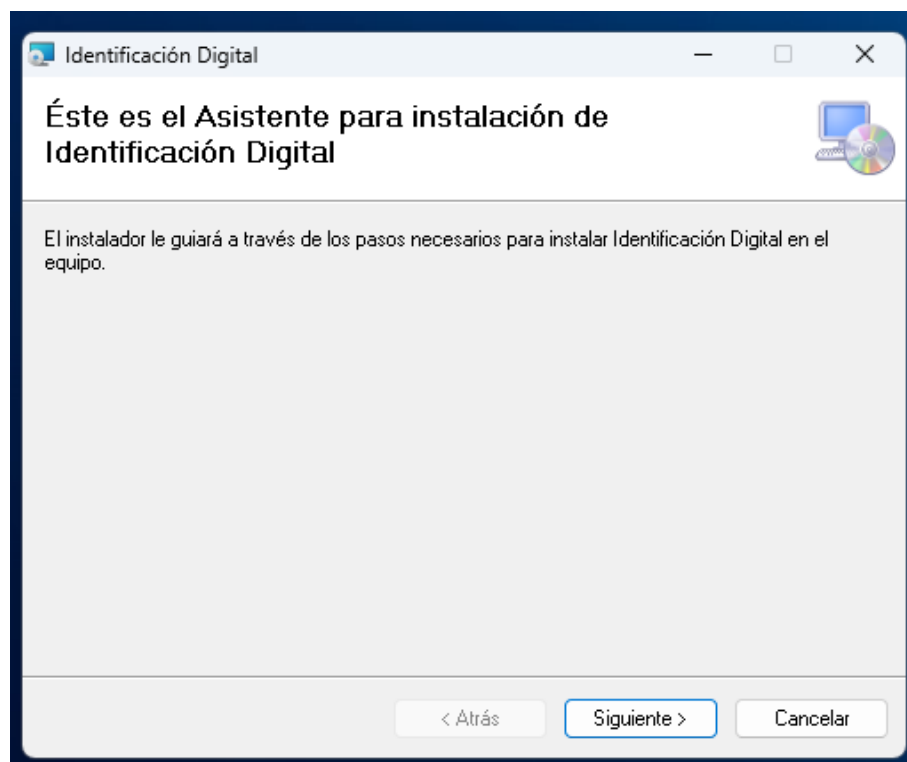 Identificación Digital
Éste es el Asistente para instalación de
Identificación Digital
El instalador le guiará a través de los pasos necesarios para instalar Identificación Digital en el
equipo.
< Atrás
Siguiente >
Cancelar